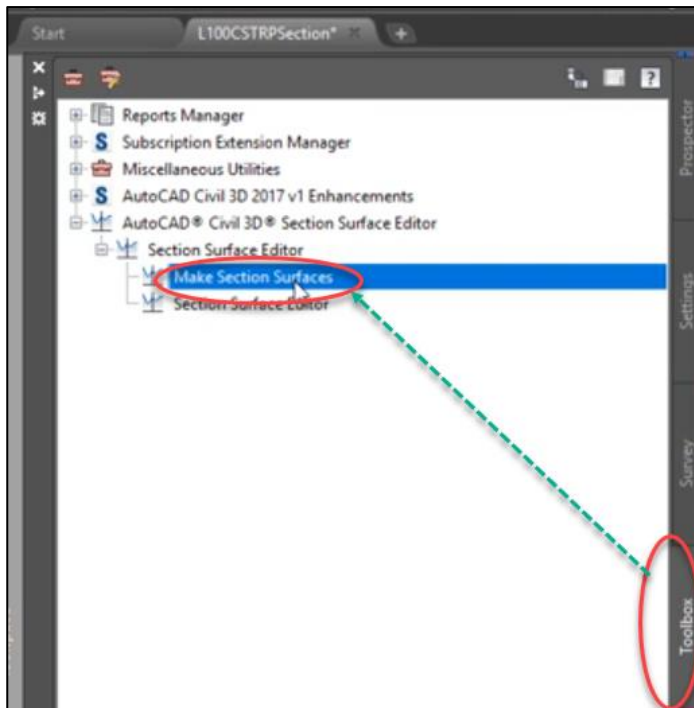 Start
L100CSTRPSection*
Reports Manager
S Subscription Extension Manager
Miscellaneous Utilities
S AutoCAD Civil 3D 2017 v1 Enhancements
AutoCAD® Civil 3D® Section Surface Editor
Section Surface Editor
Make Section Surfaces
Section Surface Editor
Prospector
Settings
Survey
Toolbox